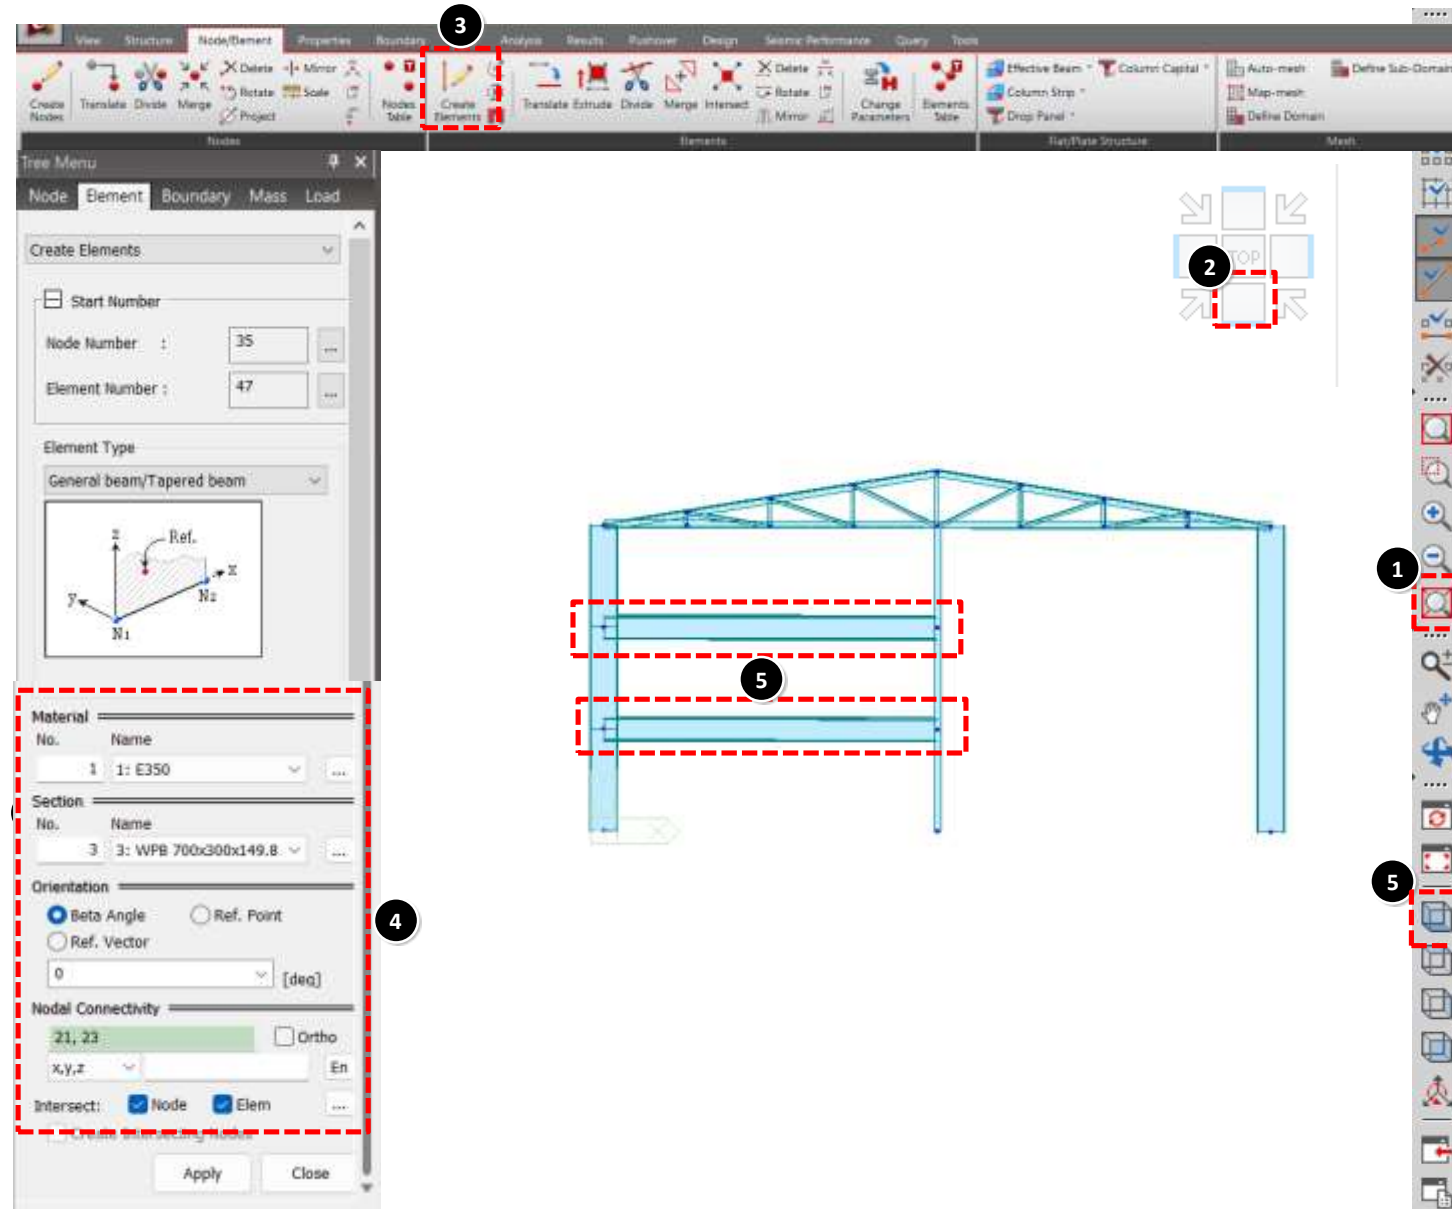 3
View Structure Node/Element Properties Boundary Analysis Results Pushover Design Seismic Performance Query Tools
Create Nodes Translate Divide Merge Delete Mirror
Rotate Scale
Project
Nodes Table
Create Elements
Translate Extrude Divide Merge Intersect Delete
Rotate
Mirror
Change Parameters
Elements Table
Effective Beam Column Capital
Column Strip
Drop Panel
Auto-mesh Define Sub-Domain
Map-mesh
Define Domain
Nodes Elements Flat/Plate Structure Mesh
Tree Menu
Node Element Boundary Mass Load
Create Elements
Start Number
Node Number : 35 ...
Element Number : 47 ...
Element Type
General beam/Tapered beam
z Ref.
x
y N2
N1
TOP
2
1
5
5
4
Material
No. Name
1 1: E350 ...
Section
No. Name
3 3: WPB 700x300x149.8 ...
Orientation
Beta Angle Ref. Point
Ref. Vector
0 [deg]
Nodal Connectivity
21, 23 Ortho
x,y,z En
Intersect: Node Elem ...
Create Intersecting Nodes
Apply Close